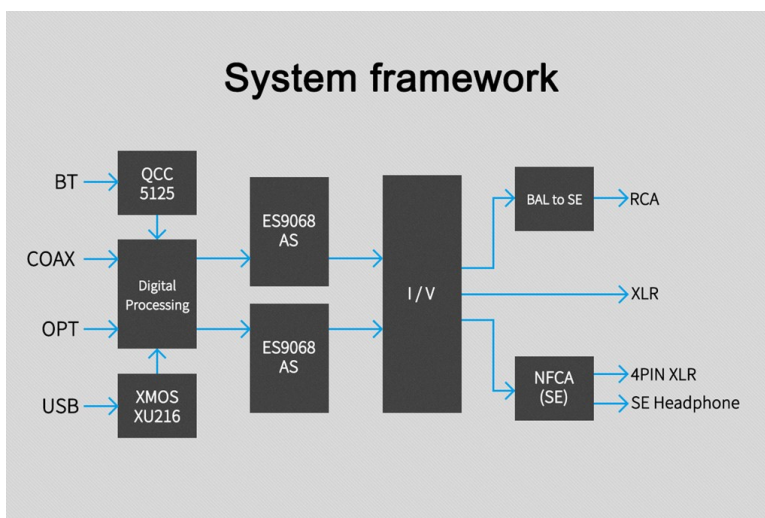 System framework
BT
QCC
5125
COAX
Digital
Processing
OPT
USB
XMOS
XU216
ES9068
AS
ES9068
AS
I / V
BAL to SE
RCA
XLR
NFCA
(SE)
4PIN XLR
SE Headphone